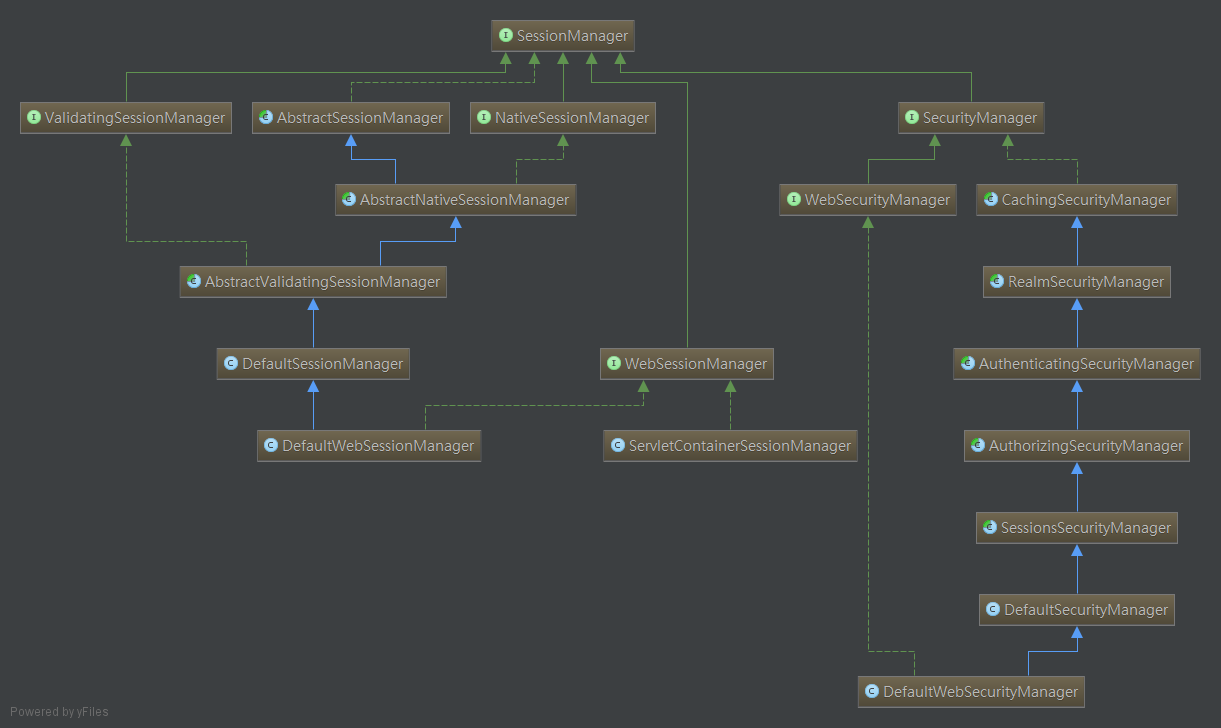 I SessionManager
I ValidatingSessionManager
C AbstractSessionManager
I NativeSessionManager
I SecurityManager
C AbstractNativeSessionManager
I WebSecurityManager
C CachingSecurityManager
C AbstractValidatingSessionManager
C RealmSecurityManager
C DefaultSessionManager
I WebSessionManager
C AuthenticatingSecurityManager
C DefaultWebSessionManager
C ServletContainerSessionManager
C AuthorizingSecurityManager
C SessionsSecurityManager
C DefaultSecurityManager
C DefaultWebSecurityManager
Powered by yFiles